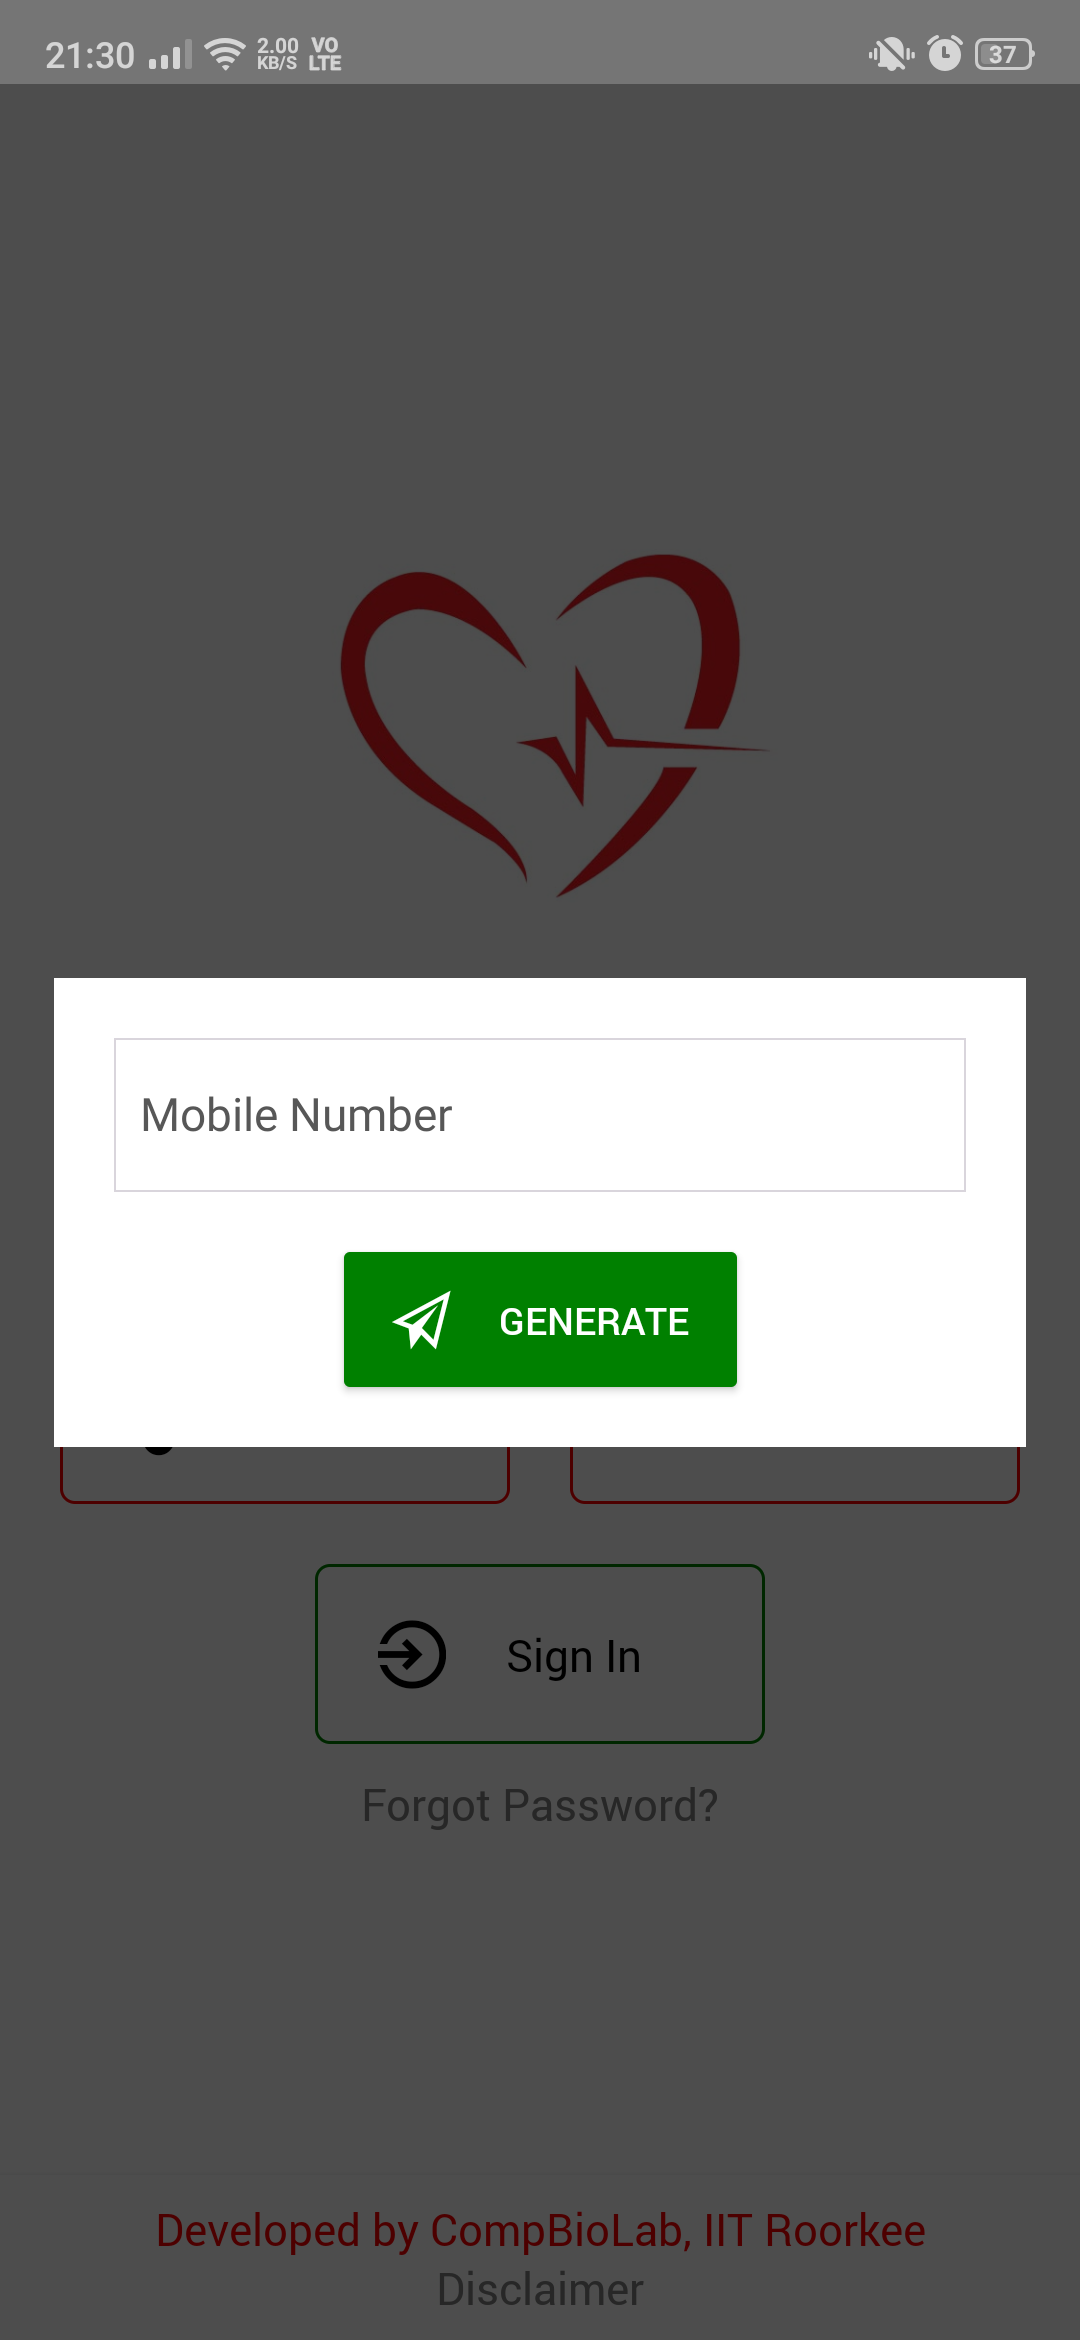 21:30 2.00 KB/S VO LTE 37
Mobile Number
GENERATE
Sign In
Forgot Password?
Developed by CompBioLab, IIT Roorkee
Disclaimer